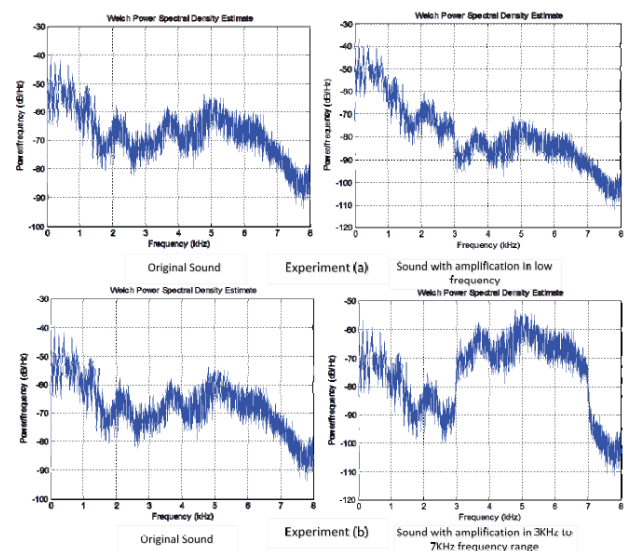 Welch Power Spectral Density Estimate
Welch Power Spectral Density Estimate
-30
-40
-50
-60
-70
-80
-90
-100
Power/frequency (dB/Hz)
0 1 2 3 4 5 6 7 8
Frequency (kHz)
-30
-40
-50
-60
-70
-80
-90
-100
-110
-120
Power/frequency (dB/Hz)
0 1 2 3 4 5 6 7 8
Frequency (kHz)
Original Sound
Experiment (a)
Sound with amplification in low
frequency
Welch Power Spectral Density Estimate
Welch Power Spectral Density Estimate
-30
-40
-50
-60
-70
-80
-90
-100
Power/frequency (dB/Hz)
0 1 2 3 4 5 6 7 8
Frequency (kHz)
-50
-60
-70
-80
-90
-100
-110
-120
Power/frequency (dB/Hz)
0 1 2 3 4 5 6 7 8
Frequency (kHz)
Original Sound
Experiment (b)
Sound with amplification in 3KHz to
7KHz frequency range